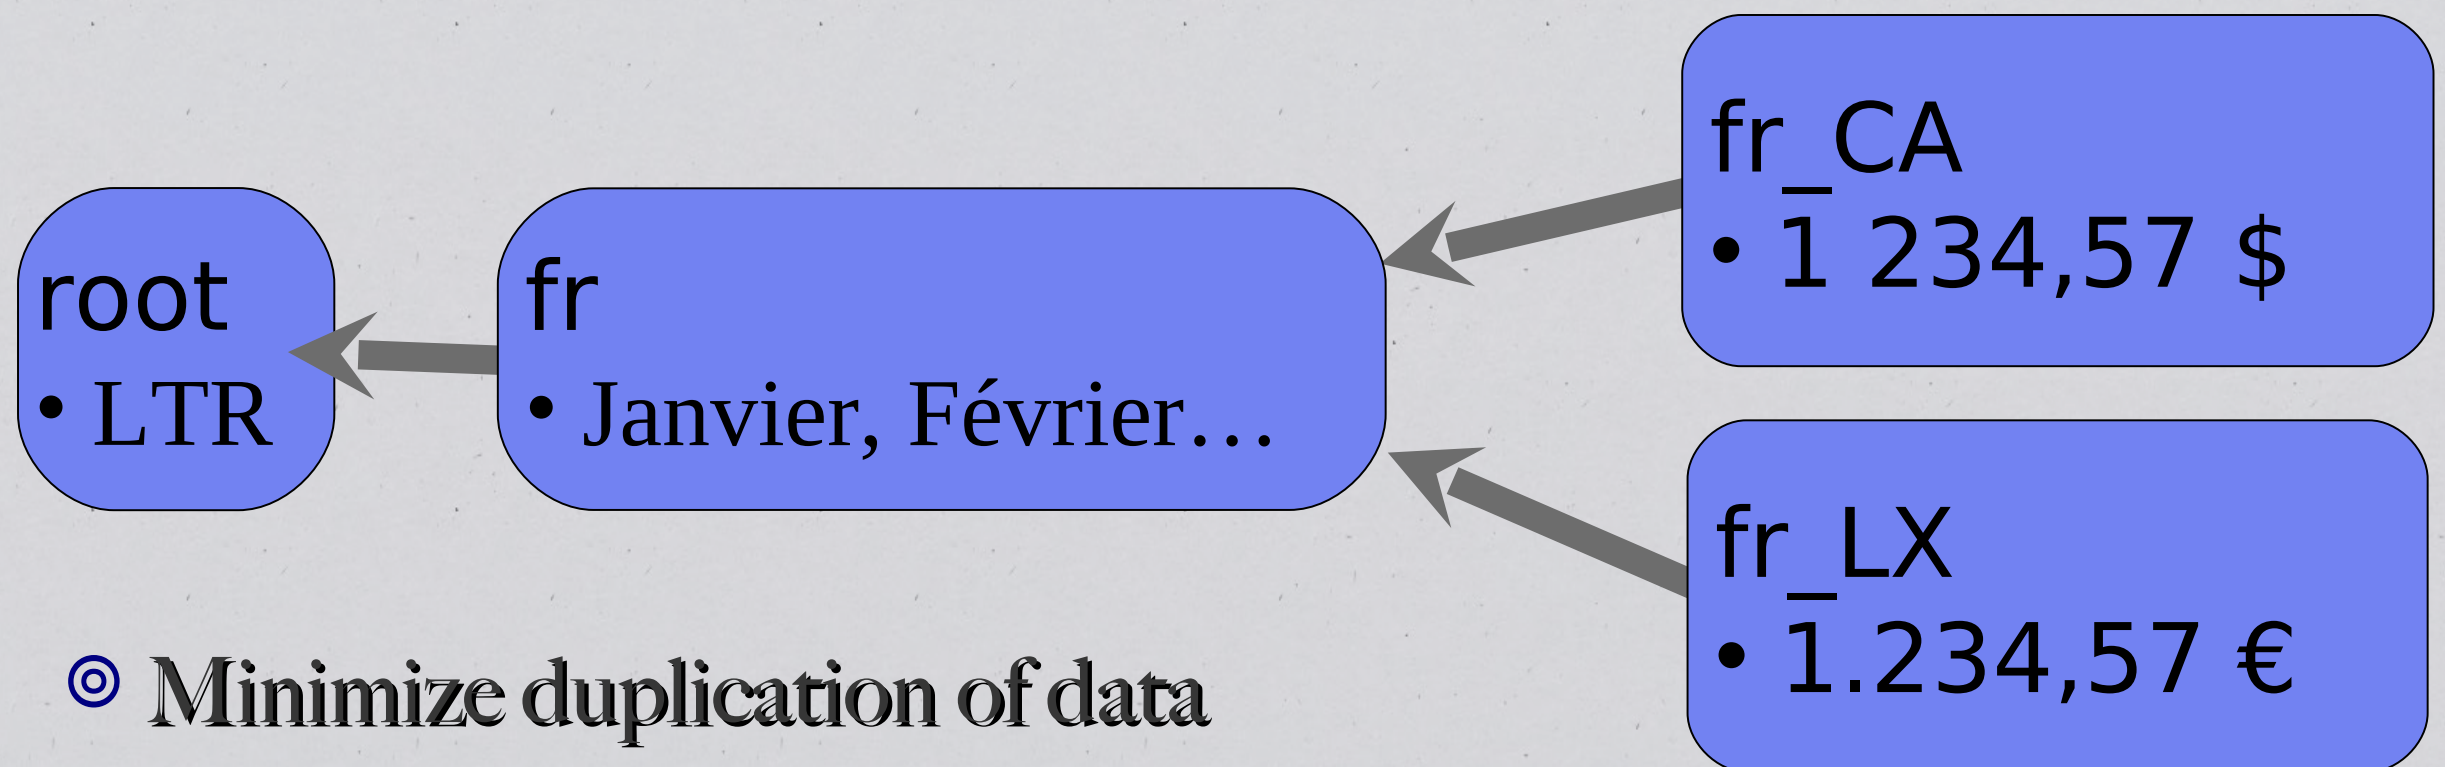 root
• LTR
fr
• Janvier, Février…
fr_CA
• 1 234,57 $
fr_LX
• 1.234,57 €
Minimize duplication of data